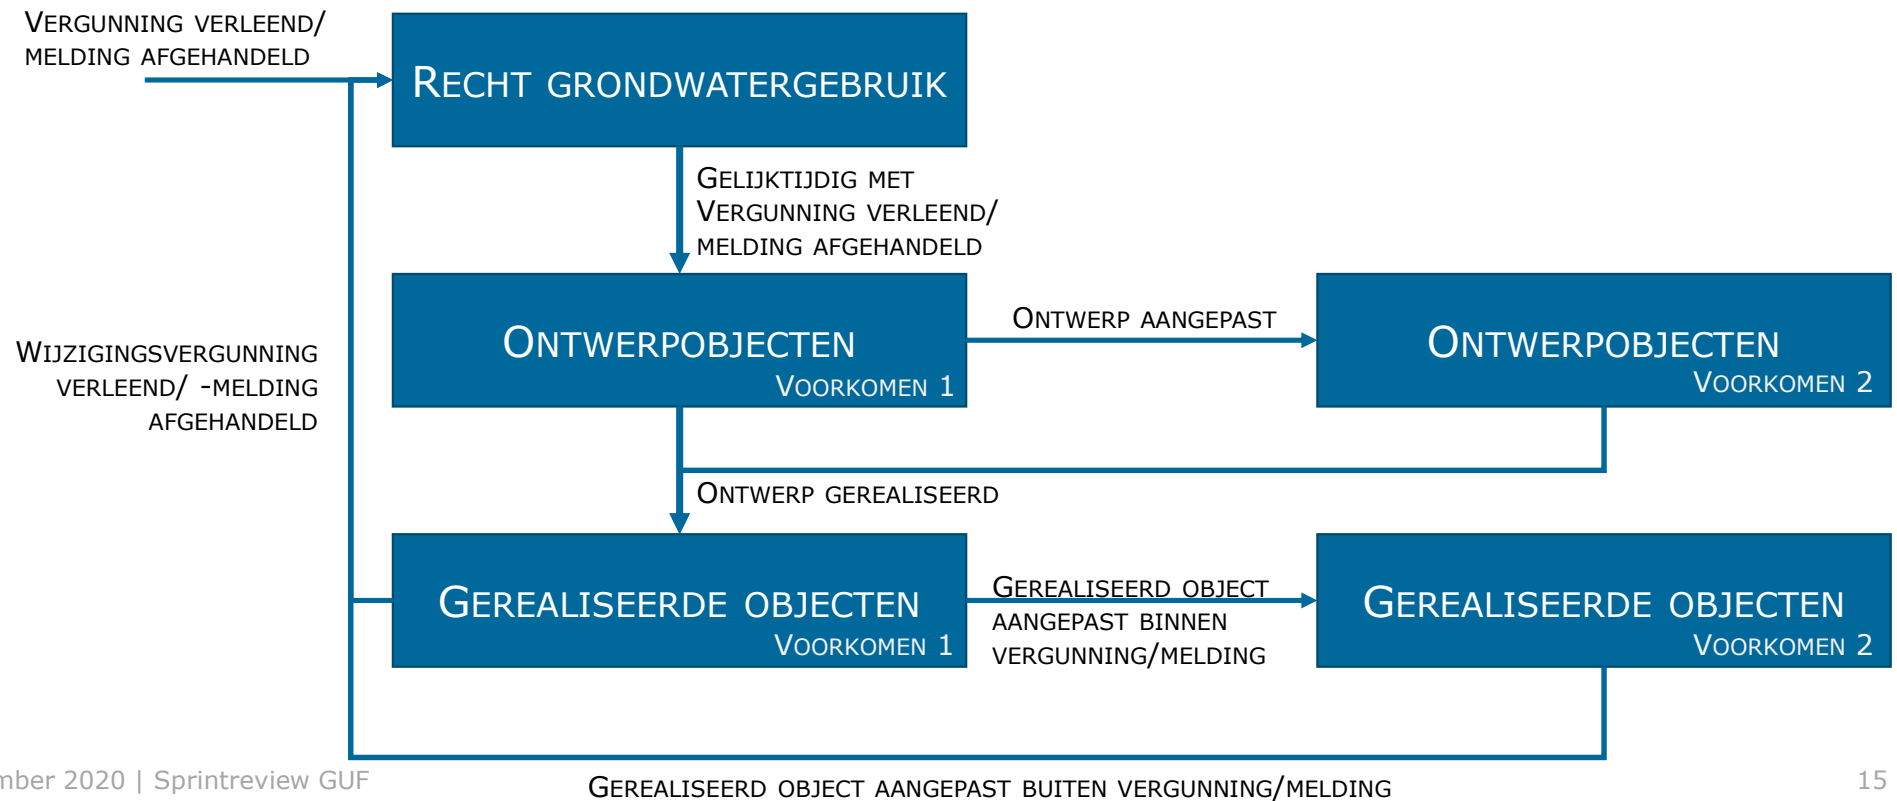 Vergunning verleend/
melding afgehandeld
Recht grondwatergebruik
Gelijktijdig met
Vergunning verleend/
melding afgehandeld
Ontwerpobjecten
Voorkomen 1
Ontwerp aangepast
Ontwerpobjecten
Voorkomen 2
Wijzigingsvergunning
verleend/ -melding
afgehandeld
Ontwerp gerealiseerd
Gerealiseerde objecten
Voorkomen 1
Gerealiseerd object
aangepast binnen
vergunning/melding
Gerealiseerde objecten
Voorkomen 2
Gerealiseerd object aangepast buiten vergunning/melding
2020 | Sprintreview GUF
15